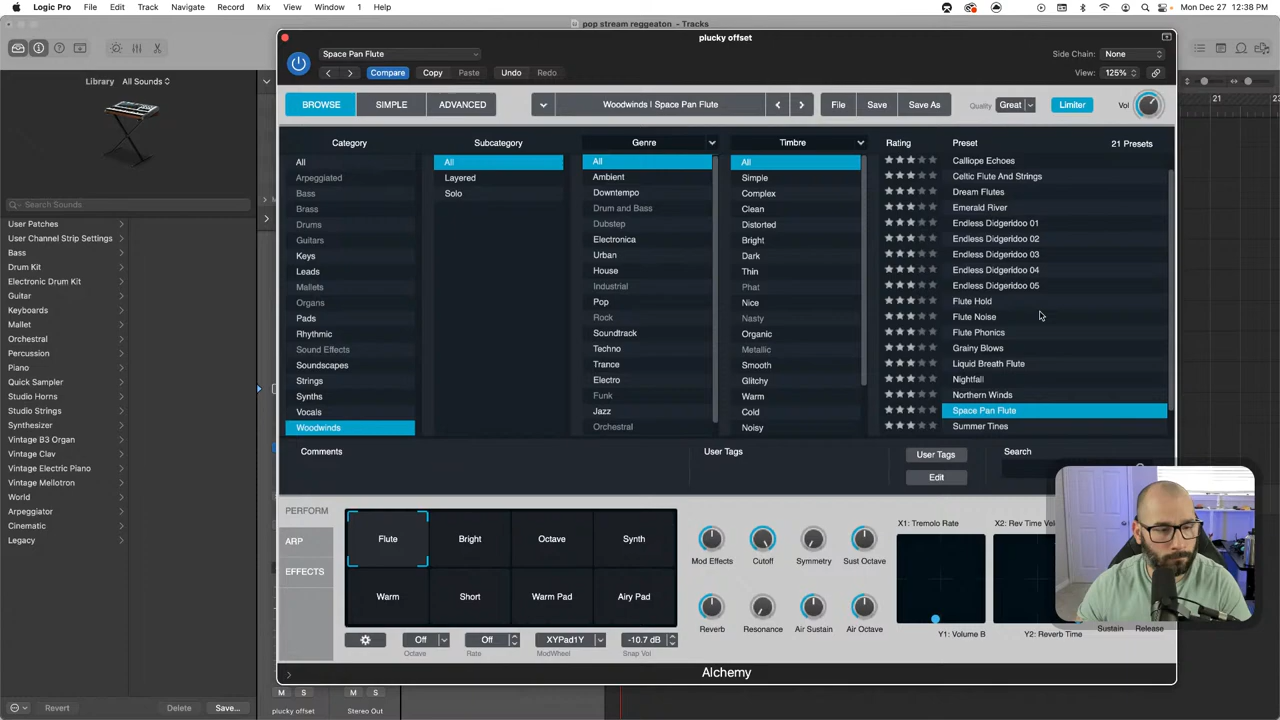 Logic Pro File Edit Track Navigate Record Mix View Window 1 Help Mon Dec 27 12:38 PM
pop stream reggeaton - Tracks
plucky offset
Space Pan Flute Side Chain: None
Compare Copy Paste Undo Redo View: 125%
Library All Sounds
BROWSE SIMPLE ADVANCED Woodwinds | Space Pan Flute File Save Save As Quality Great Limiter Vol
21 23
Category Subcategory Genre Timbre Rating Preset 21 Presets
All All All All Calliope Echoes
Arpeggiated Layered Ambient Simple Celtic Flute And Strings
Bass Solo Downtempo Complex Dream Flutes
Brass Drum and Bass Clean Emerald River
Drums Dubstep Distorted Endless Didgeridoo 01
Guitars Electronica Bright Endless Didgeridoo 02
Keys Urban Dark Endless Didgeridoo 03
Leads House Thin Endless Didgeridoo 04
Mallets Industrial Phat Endless Didgeridoo 05
Organs Pop Nice Flute Hold
Pads Rock Nasty Flute Noise
Rhythmic Soundtrack Organic Flute Phonics
Sound Effects Techno Metallic Grainy Blows
Soundscapes Trance Smooth Liquid Breath Flute
Strings Electro Glitchy Nightfall
Synths Funk Warm Northern Winds
Vocals Jazz Cold Space Pan Flute
Woodwinds Orchestral Noisy Summer Tines
Search Sounds
User Patches
User Channel Strip Settings
Bass
Drum Kit
Electronic Drum Kit
Guitar
Keyboards
Mallet
Orchestral
Percussion
Piano
Quick Sampler
Studio Horns
Studio Strings
Synthesizer
Vintage B3 Organ
Vintage Clav
Vintage Electric Piano
Vintage Mellotron
World
Arpeggiator
Cinematic
Legacy
Comments User Tags User Tags Search
Edit
PERFORM
ARP
EFFECTS
Flute Bright Octave Synth
Warm Short Warm Pad Airy Pad
Off Off XYPad1Y -10.7 dB
Octave Rate ModWheel Snap Vol
Mod Effects Cutoff Symmetry Sust Octave
Reverb Resonance Air Sustain Air Octave
X1: Tremolo Rate X2: Rev Time
Y1: Volume B Y2: Reverb Time Sustain Release
Alchemy
M S M S
Revert Delete Save... plucky offset Stereo Out